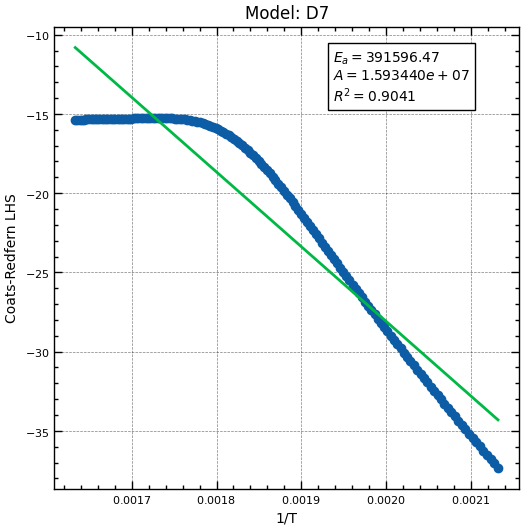 Model: D7
E_a = 391596.47
A = 1.593440e + 07
R² = 0.9041
Coats-Redfern LHS
−10
−15
−20
−25
−30
−35
0.0017 0.0018 0.0019 0.0020 0.0021
1/T